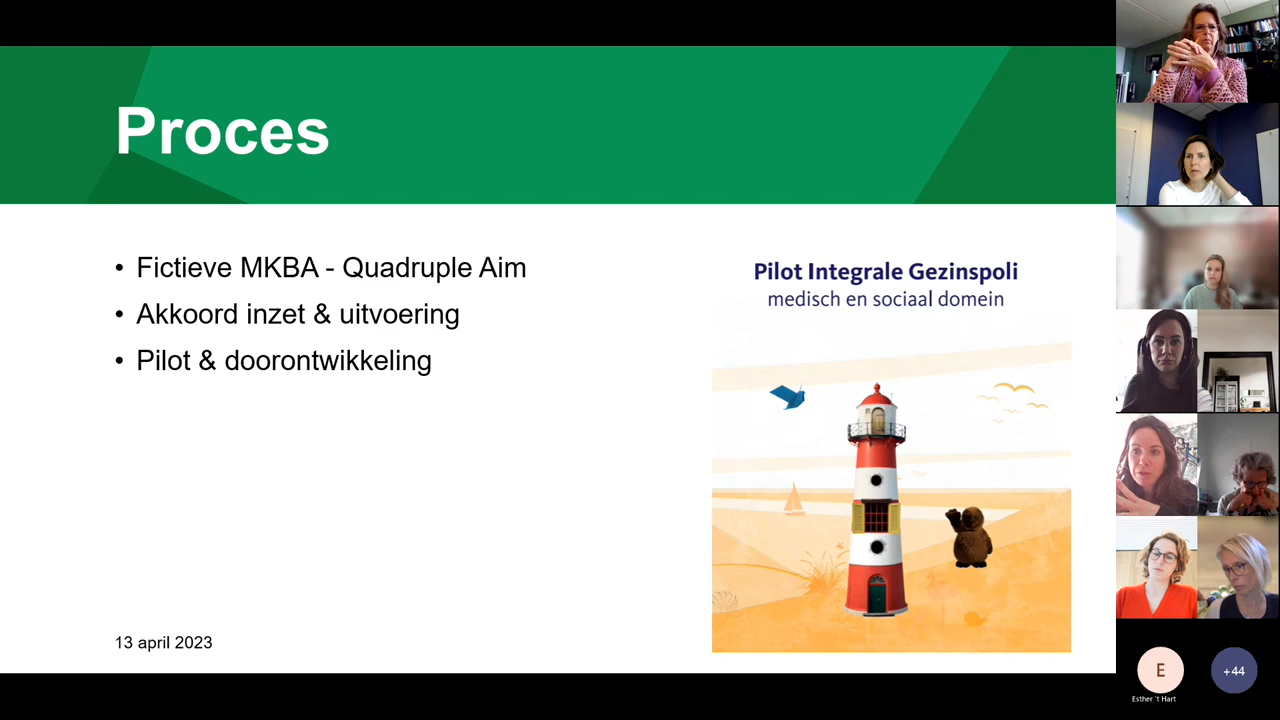 Proces
• Fictieve MKBA - Quadruple Aim
• Akkoord inzet & uitvoering
• Pilot & doorontwikkeling
Pilot Integrale Gezinspoli
medisch en sociaal domein
13 april 2023
E
+44
Esther 't Hart